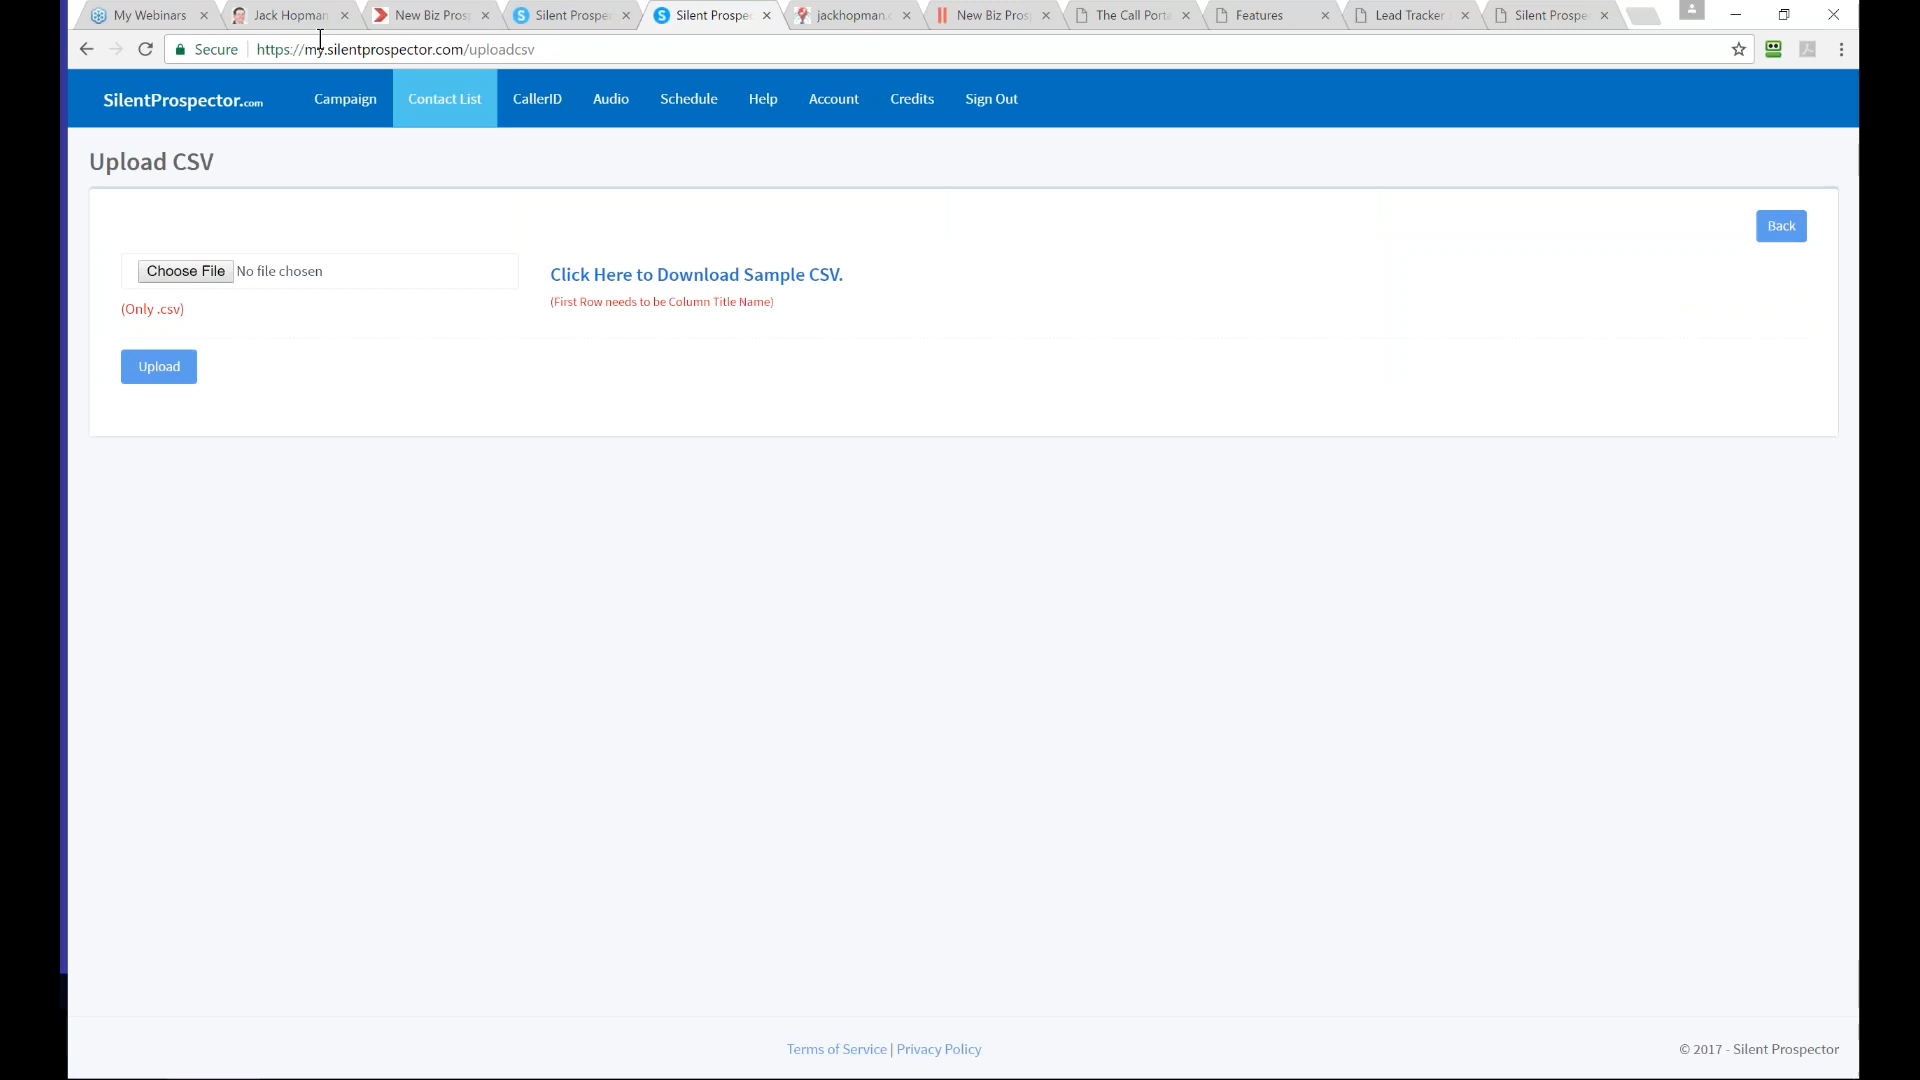 My Webinars
Jack Hopman
New Biz Pros
Silent Prospe
Silent Prospe
jackhopman.
New Biz Pros
The Call Port
Features
Lead Tracker
Silent Prospe
Secure
https://my.silentprospector.com/uploadcsv
SilentProspector.com
Campaign
Contact List
CallerID
Audio
Schedule
Help
Account
Credits
Sign Out
Upload CSV
Back
Choose File No file chosen
Click Here to Download Sample CSV.
(First Row needs to be Column Title Name)
(Only .csv)
Upload
Terms of Service | Privacy Policy
© 2017 - Silent Prospector